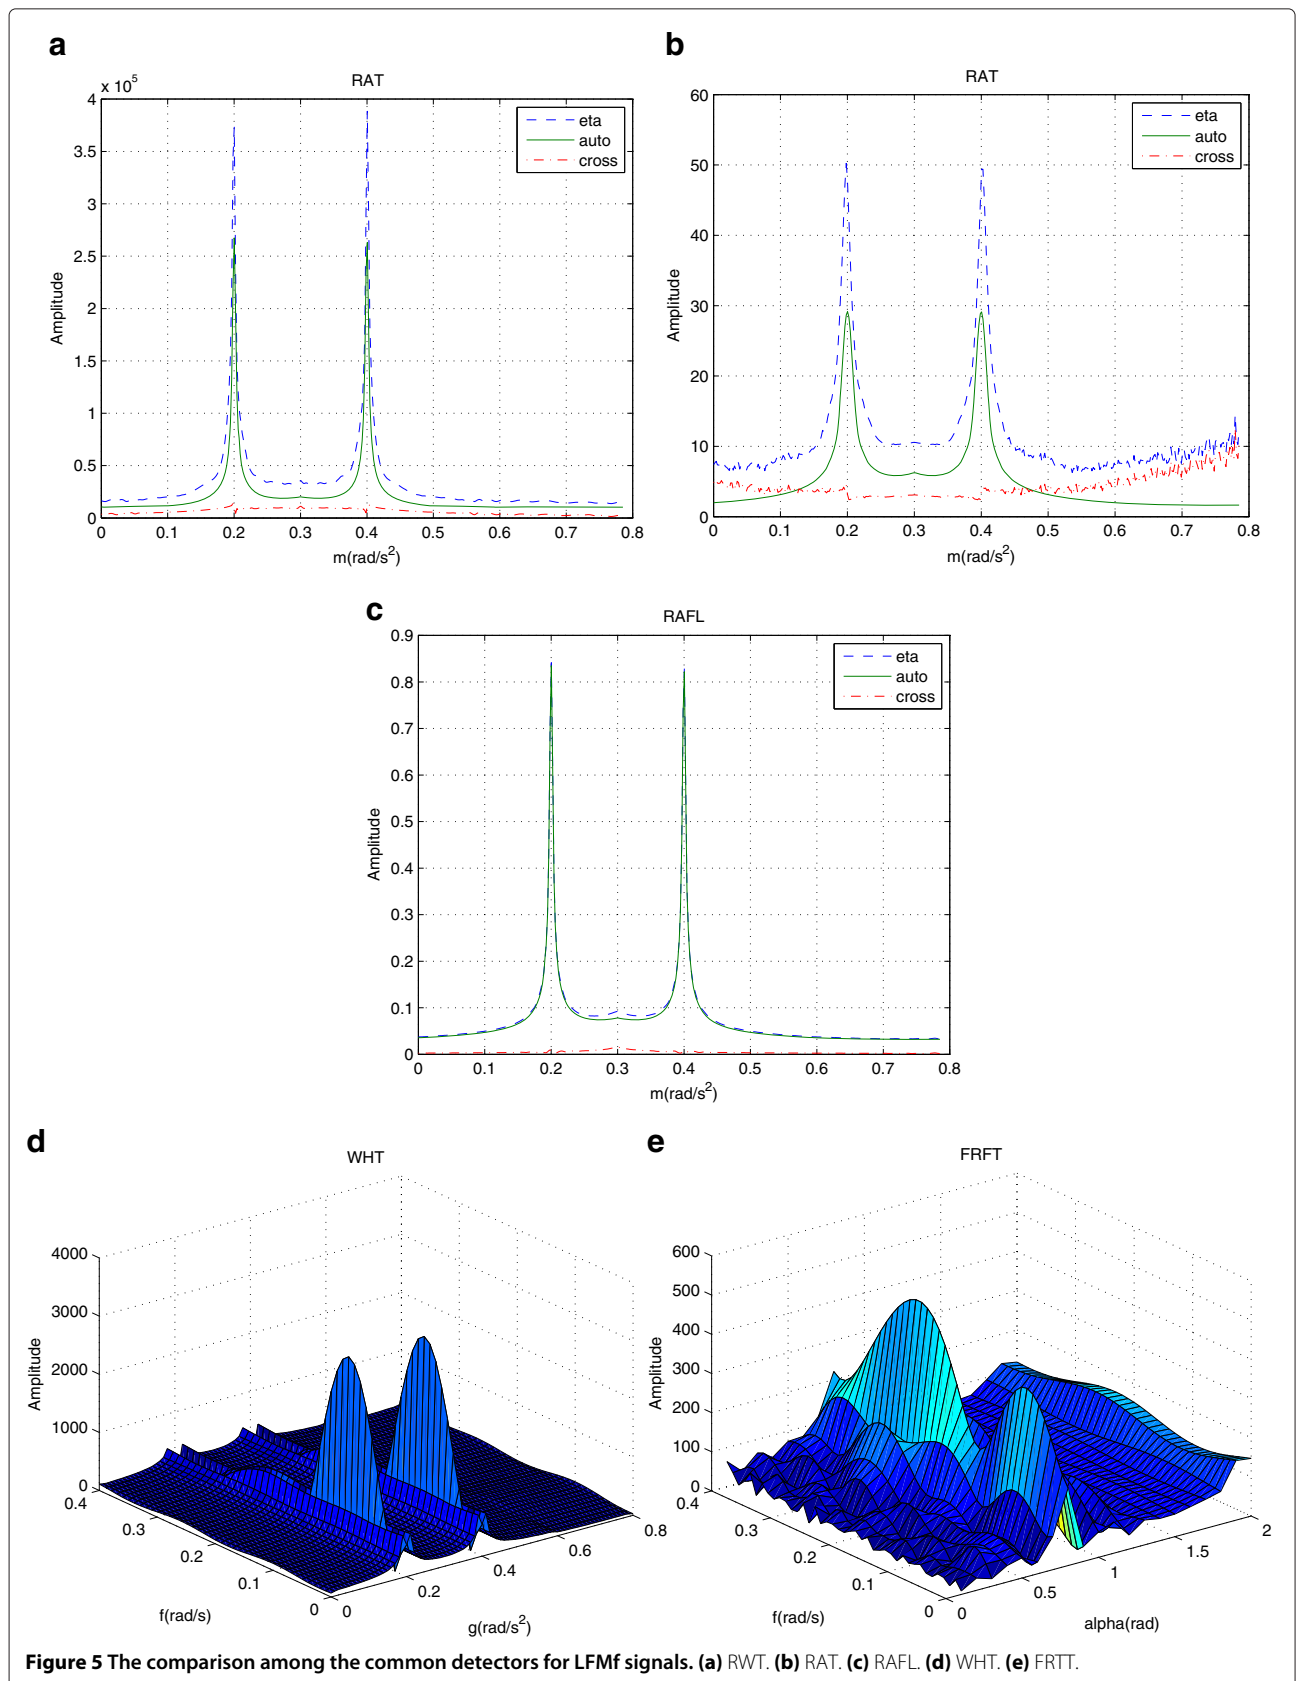 a
RAT
x 10^5
4
3.5
3
2.5
2
1.5
1
0.5
0
Amplitude
eta
auto
cross
0 0.1 0.2 0.3 0.4 0.5 0.6 0.7 0.8
m(rad/s^2)
b
RAT
60
50
40
30
20
10
0
Amplitude
eta
auto
cross
0 0.1 0.2 0.3 0.4 0.5 0.6 0.7 0.8
m(rad/s^2)
c
RAFL
0.9
0.8
0.7
0.6
0.5
0.4
0.3
0.2
0.1
0
Amplitude
eta
auto
cross
0 0.1 0.2 0.3 0.4 0.5 0.6 0.7 0.8
m(rad/s^2)
d
WHT
4000
3000
2000
1000
0
Amplitude
0.4
0.3
0.2
0.1
0
f(rad/s)
0
0.2
0.4
0.6
0.8
g(rad/s^2)
e
FRFT
600
500
400
300
200
100
0
Amplitude
0.4
0.3
0.2
0.1
0
f(rad/s)
0
0.5
1
1.5
2
alpha(rad)
Figure 5 The comparison among the common detectors for LFMf signals. (a) RWT. (b) RAT. (c) RAFL. (d) WHT. (e) FRTT.